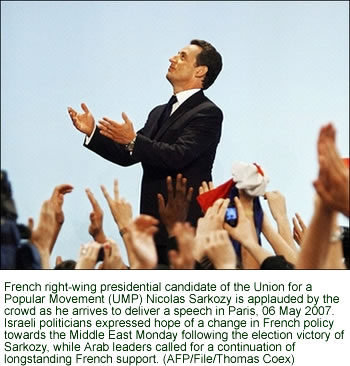 French right-wing presidential candidate of the Union for a
Popular Movement (UMP) Nicolas Sarkozy is applauded by the
crowd as he arrives to deliver a speech in Paris, 06 May 2007.
Israeli politicians expressed hope of a change in French policy
towards the Middle East Monday following the election victory of
Sarkozy, while Arab leaders called for a continuation of
longstanding French support. (AFP/File/Thomas Coex)